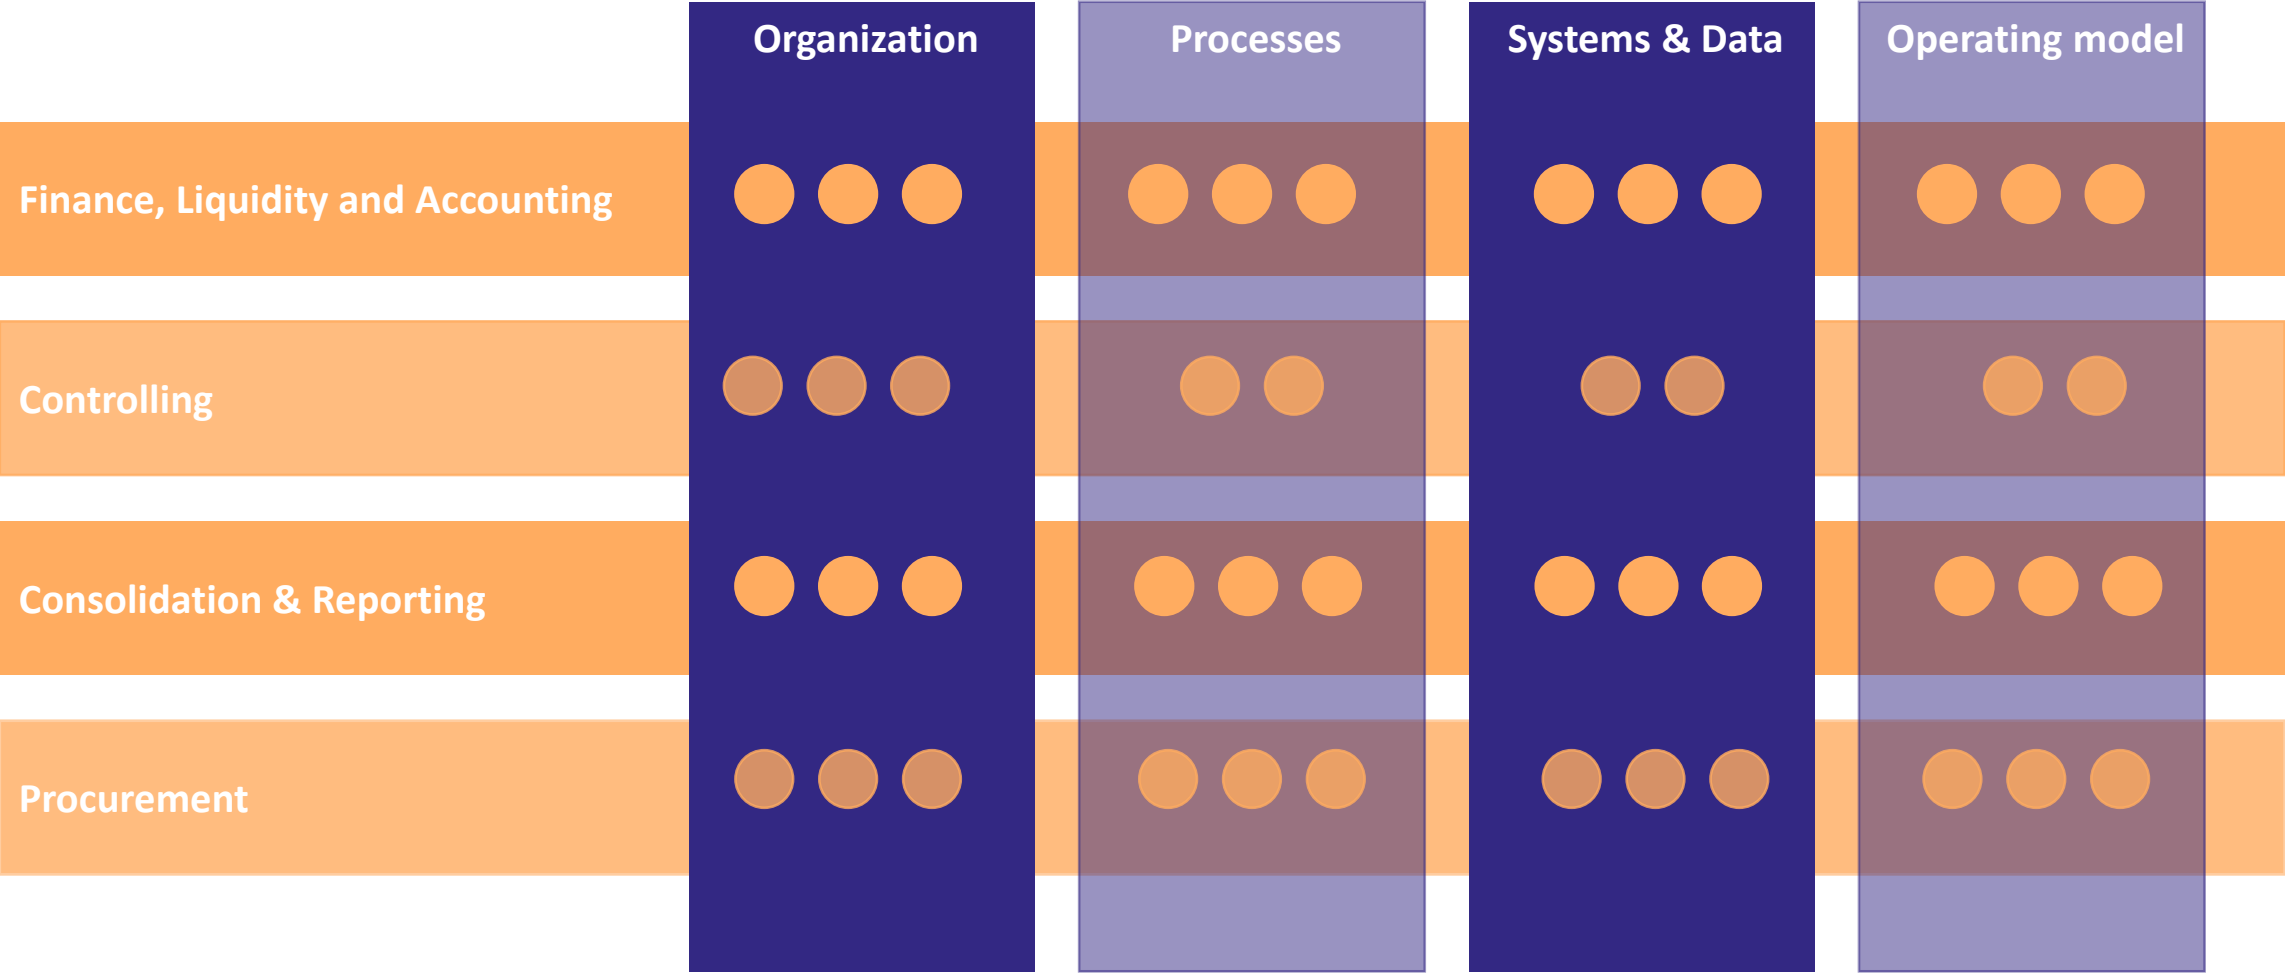 Organization
Processes
Systems & Data
Operating model
Finance, Liquidity and Accounting
Controlling
Consolidation & Reporting
Procurement